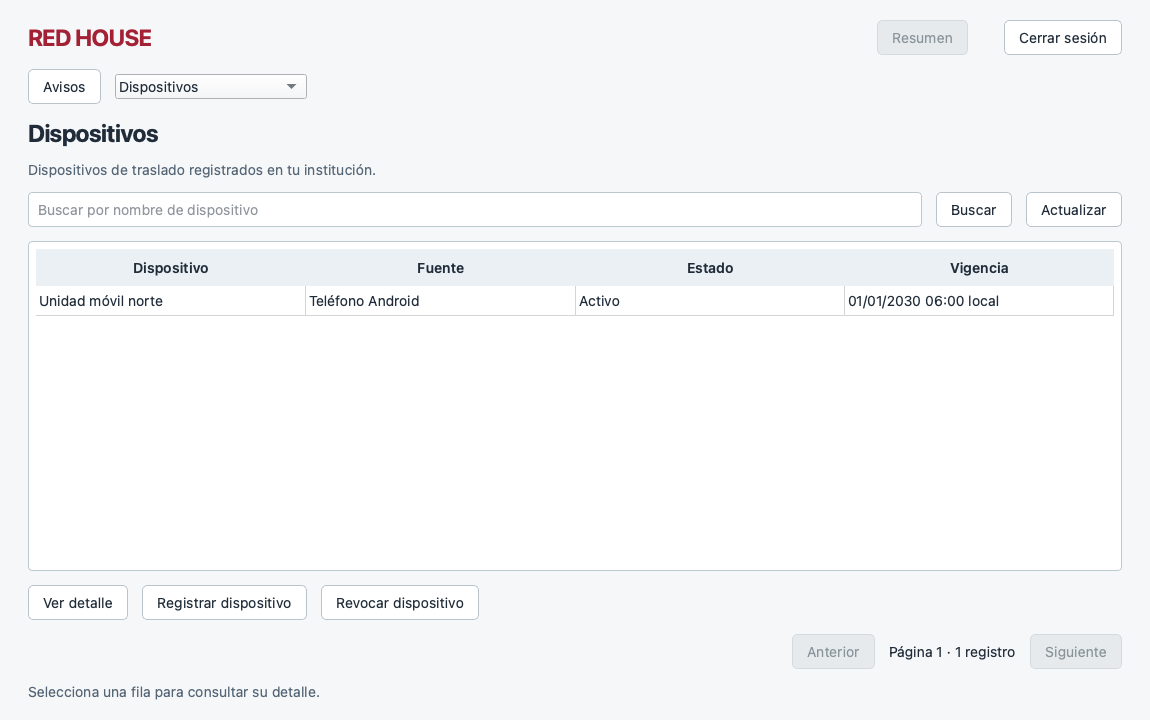 RED HOUSE
Resumen
Cerrar sesión
Avisos
Dispositivos
Dispositivos
Dispositivos de traslado registrados en tu institución.
Buscar por nombre de dispositivo
Buscar
Actualizar
Dispositivo Fuente Estado Vigencia
Unidad móvil norte Teléfono Android Activo 01/01/2030 06:00 local
Ver detalle
Registrar dispositivo
Revocar dispositivo
Anterior
Página 1 · 1 registro
Siguiente
Selecciona una fila para consultar su detalle.